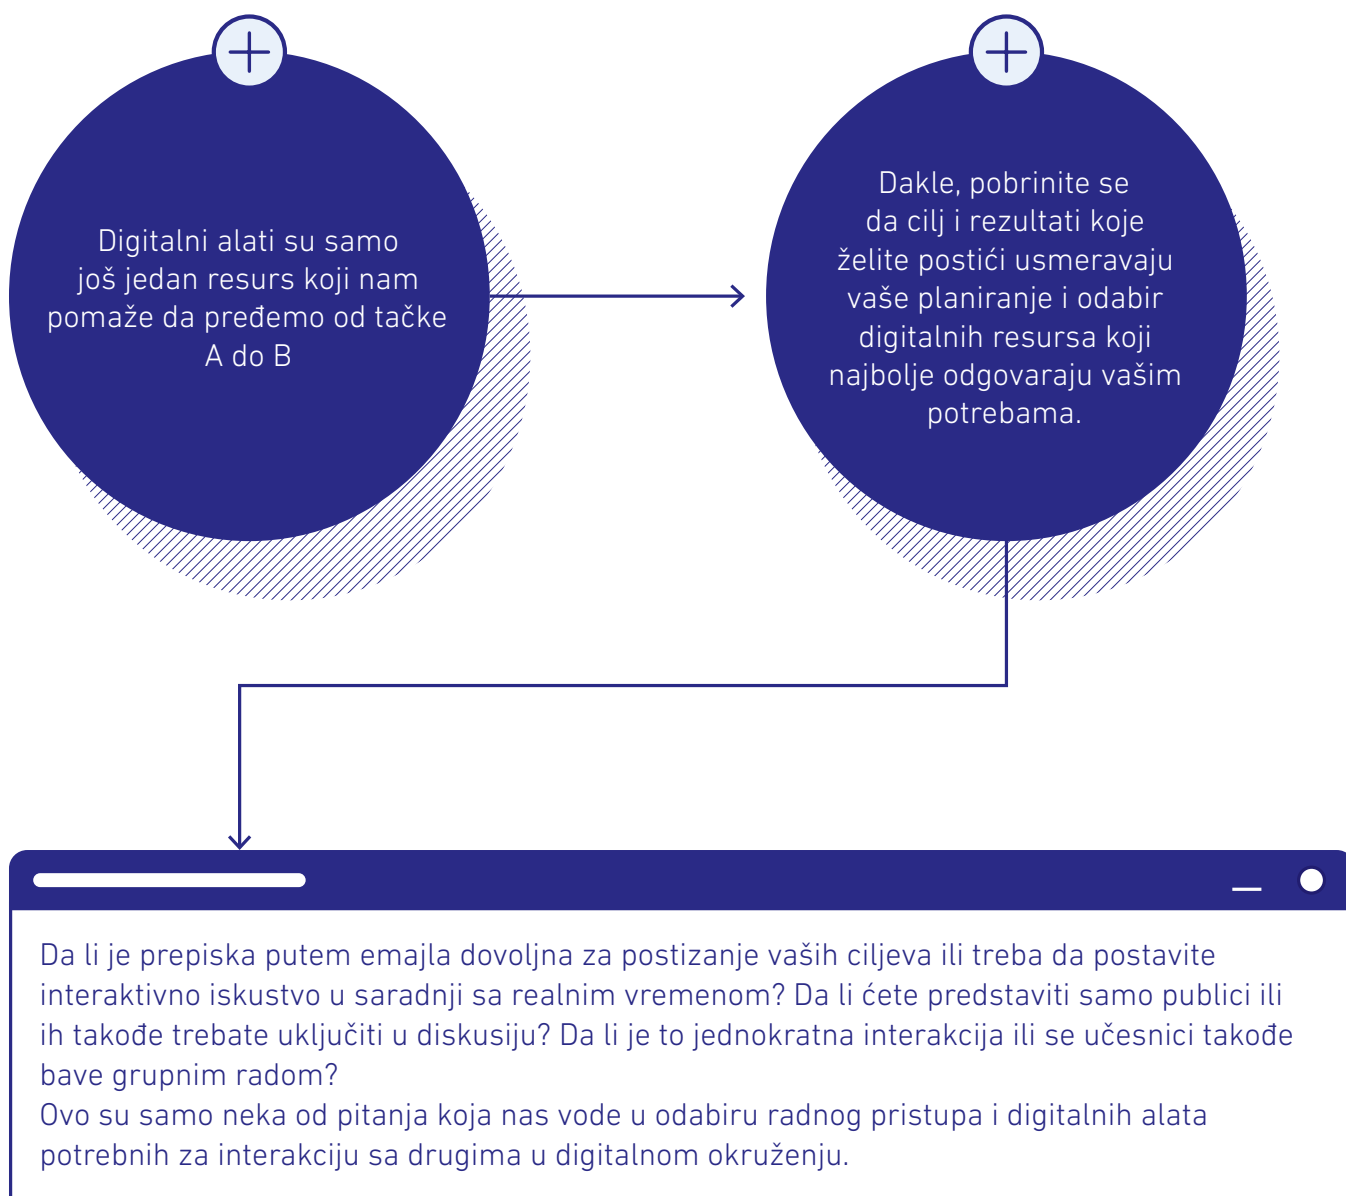 Digitalni alati su samo
još jedan resurs koji nam
pomaže da pređemo od tačke
A do B
Dakle, pobrinite se
da cilj i rezultati koje
želite postići usmeravaju
vaše planiranje i odabir
digitalnih resursa koji
najbolje odgovaraju vašim
potrebama.
Da li je prepiska putem emajla dovoljna za postizanje vaših ciljeva ili treba da postavite
interaktivno iskustvo u saradnji sa realnim vremenom? Da li ćete predstaviti samo publici ili
ih takođe trebate uključiti u diskusiju? Da li je to jednokratna interakcija ili se učesnici takođe
bave grupnim radom?
Ovo su samo neka od pitanja koja nas vode u odabiru radnog pristupa i digitalnih alata
potrebnih za interakciju sa drugima u digitalnom okruženju.